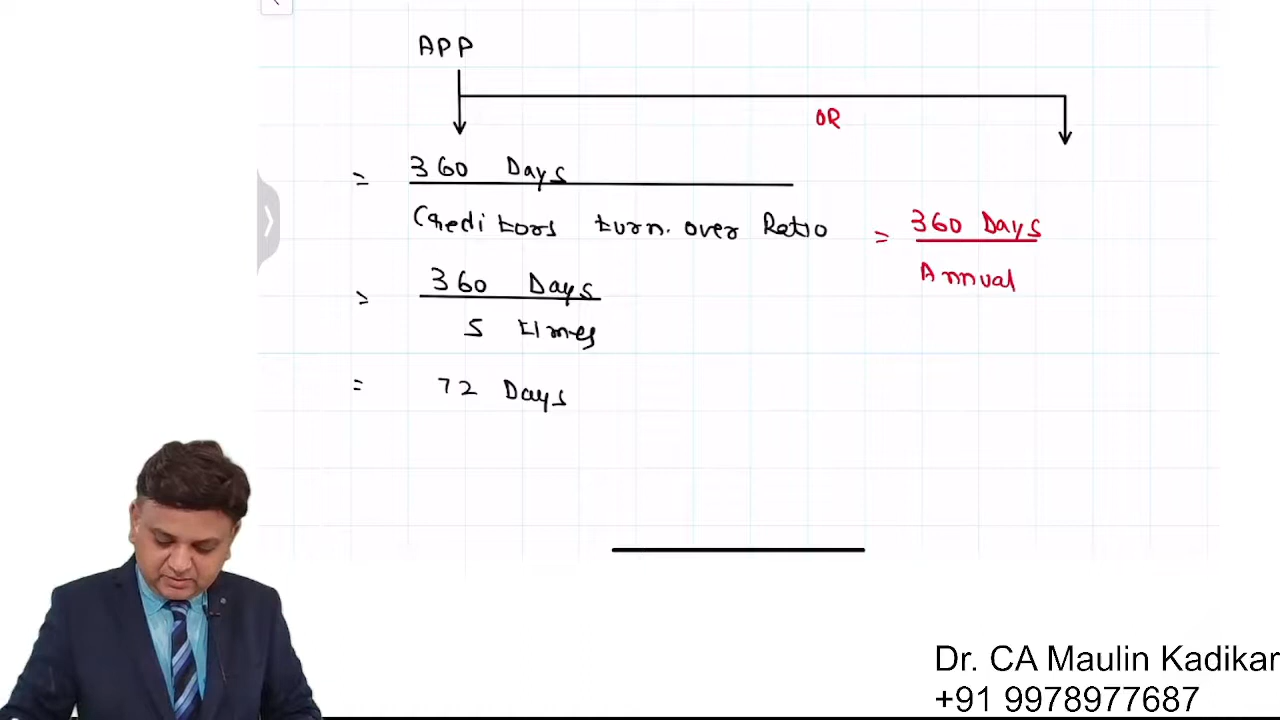 APP
OR
= 360 Days
Creditors turn.over Ratio
= 360 Days
Annual
= 360 Days
5 times
= 72 Days
Dr. CA Maulin Kadikar
+91 9978977687